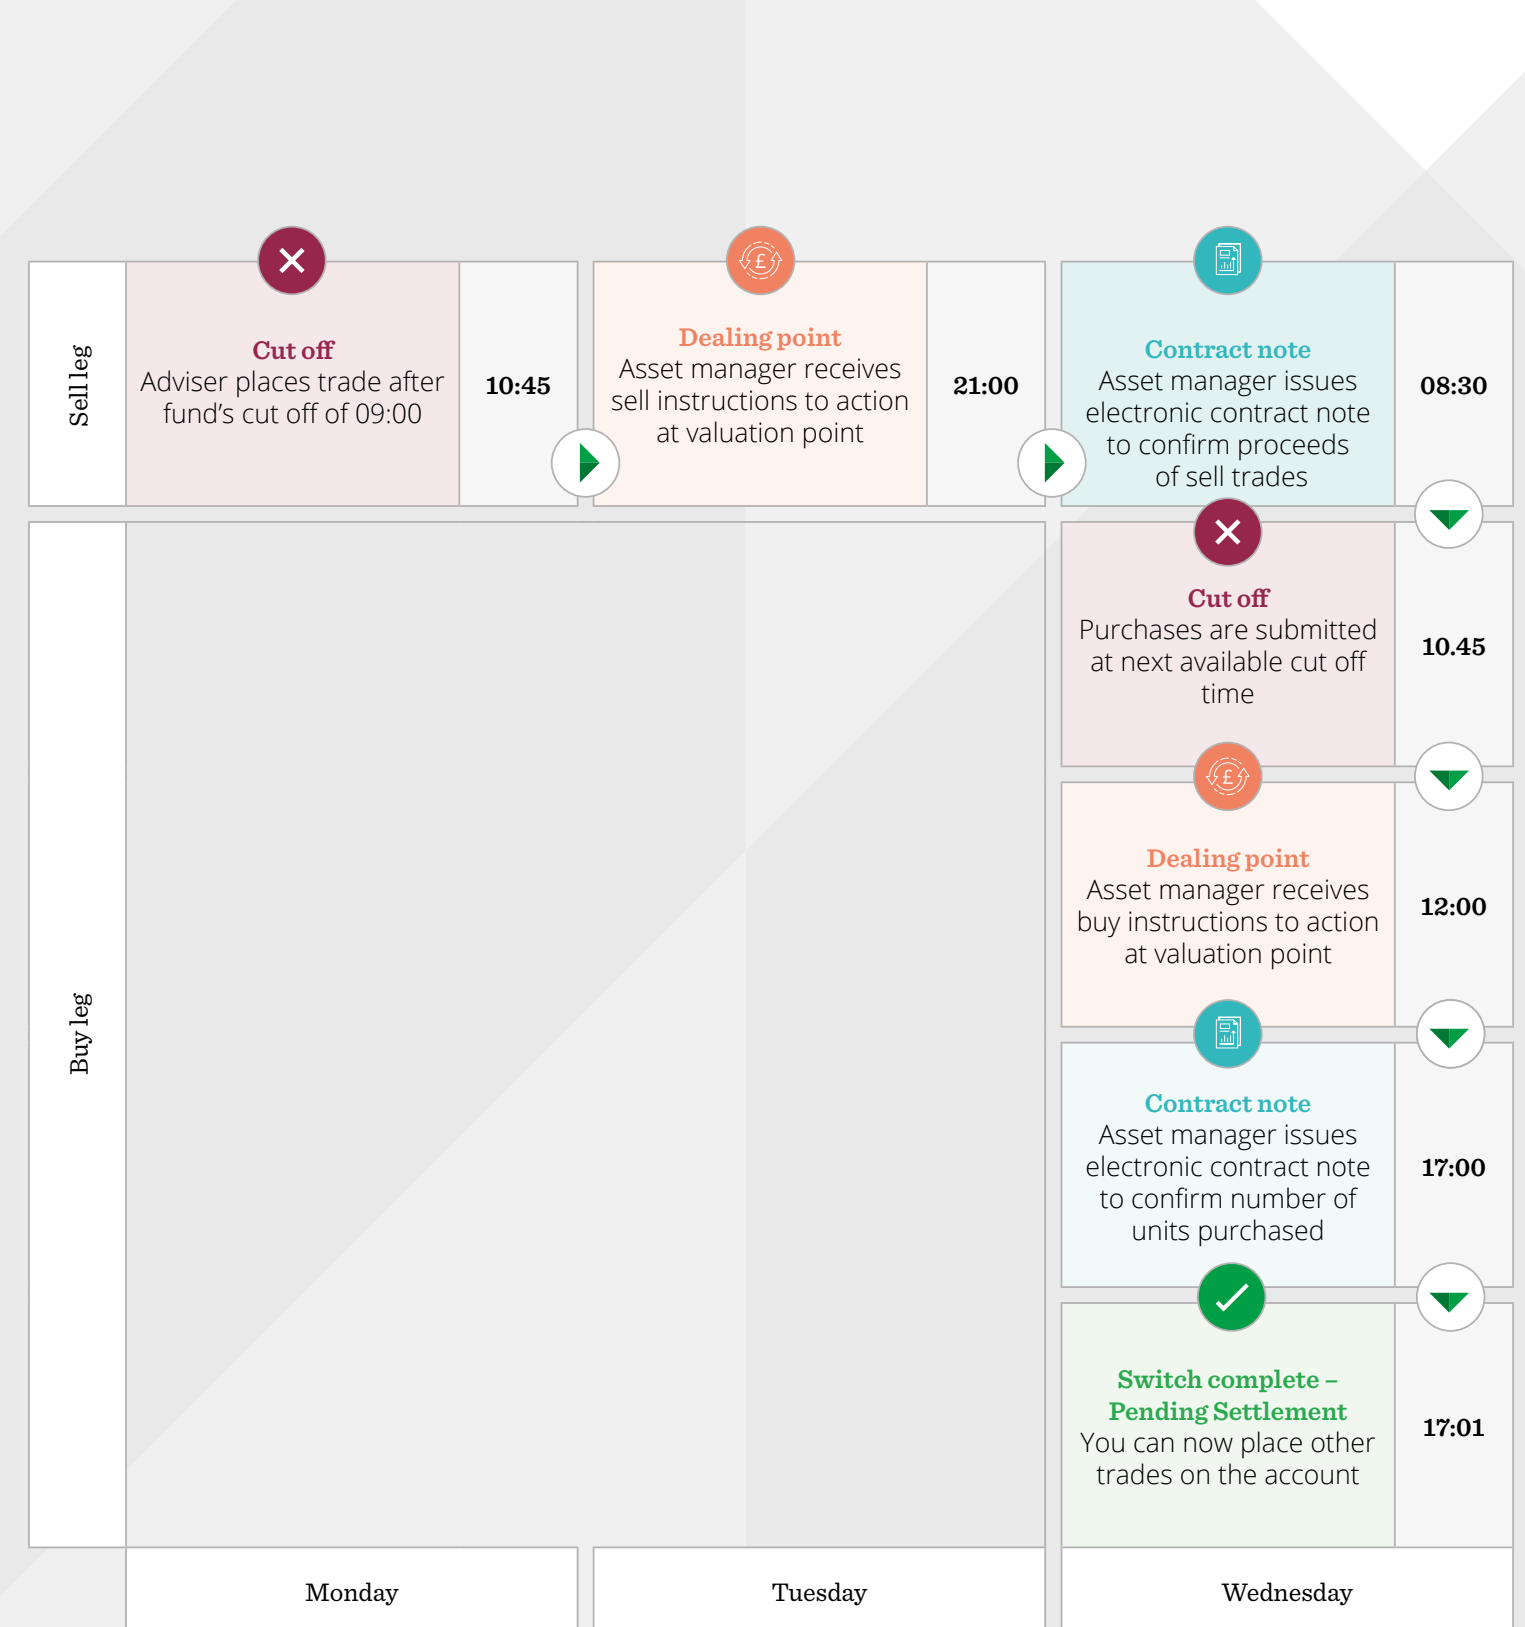 Sell leg
Cut off
Adviser places trade after
fund’s cut off of 09:00
10:45
Dealing point
Asset manager receives
sell instructions to action
at valuation point
21:00
Contract note
Asset manager issues
electronic contract note
to confirm proceeds
of sell trades
08:30
Buy leg
Cut off
Purchases are submitted
at next available cut off
time
10.45
Dealing point
Asset manager receives
buy instructions to action
at valuation point
12:00
Contract note
Asset manager issues
electronic contract note
to confirm number of
units purchased
17:00
Switch complete –
Pending Settlement
You can now place other
trades on the account
17:01
Monday
Tuesday
Wednesday